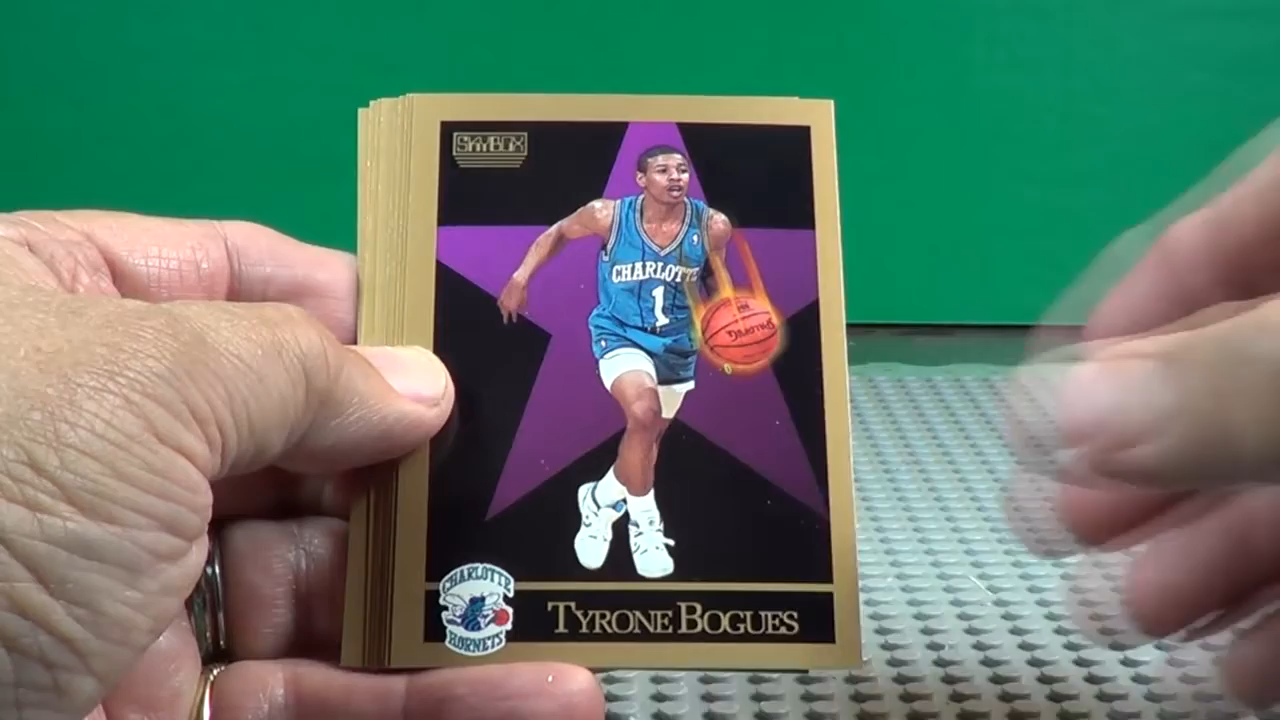 SKYBOX
CHARLOTTE
1
CHARLOTTE
HORNETS
TYRONE BOGUES